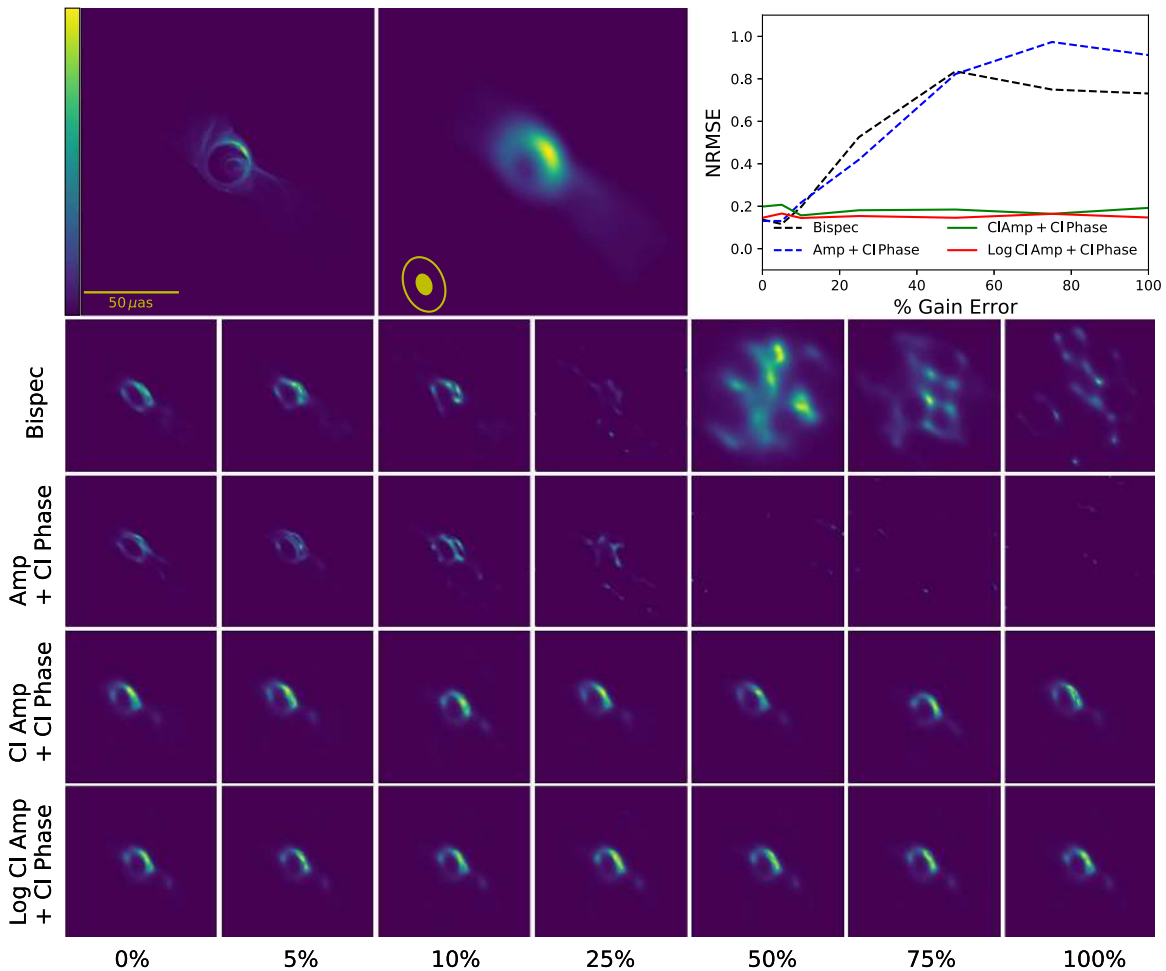 50 μas
NRMSE
1.0
0.8
0.6
0.4
0.2
0.0
Bispec
Amp + Cl Phase
ClAmp + Cl Phase
Log Cl Amp + Cl Phase
0 20 40 60 80 100
% Gain Error
Bispec
Amp
+ Cl Phase
Cl Amp
+ Cl Phase
Log Cl Amp
+ Cl Phase
0% 5% 10% 25% 50% 75% 100%